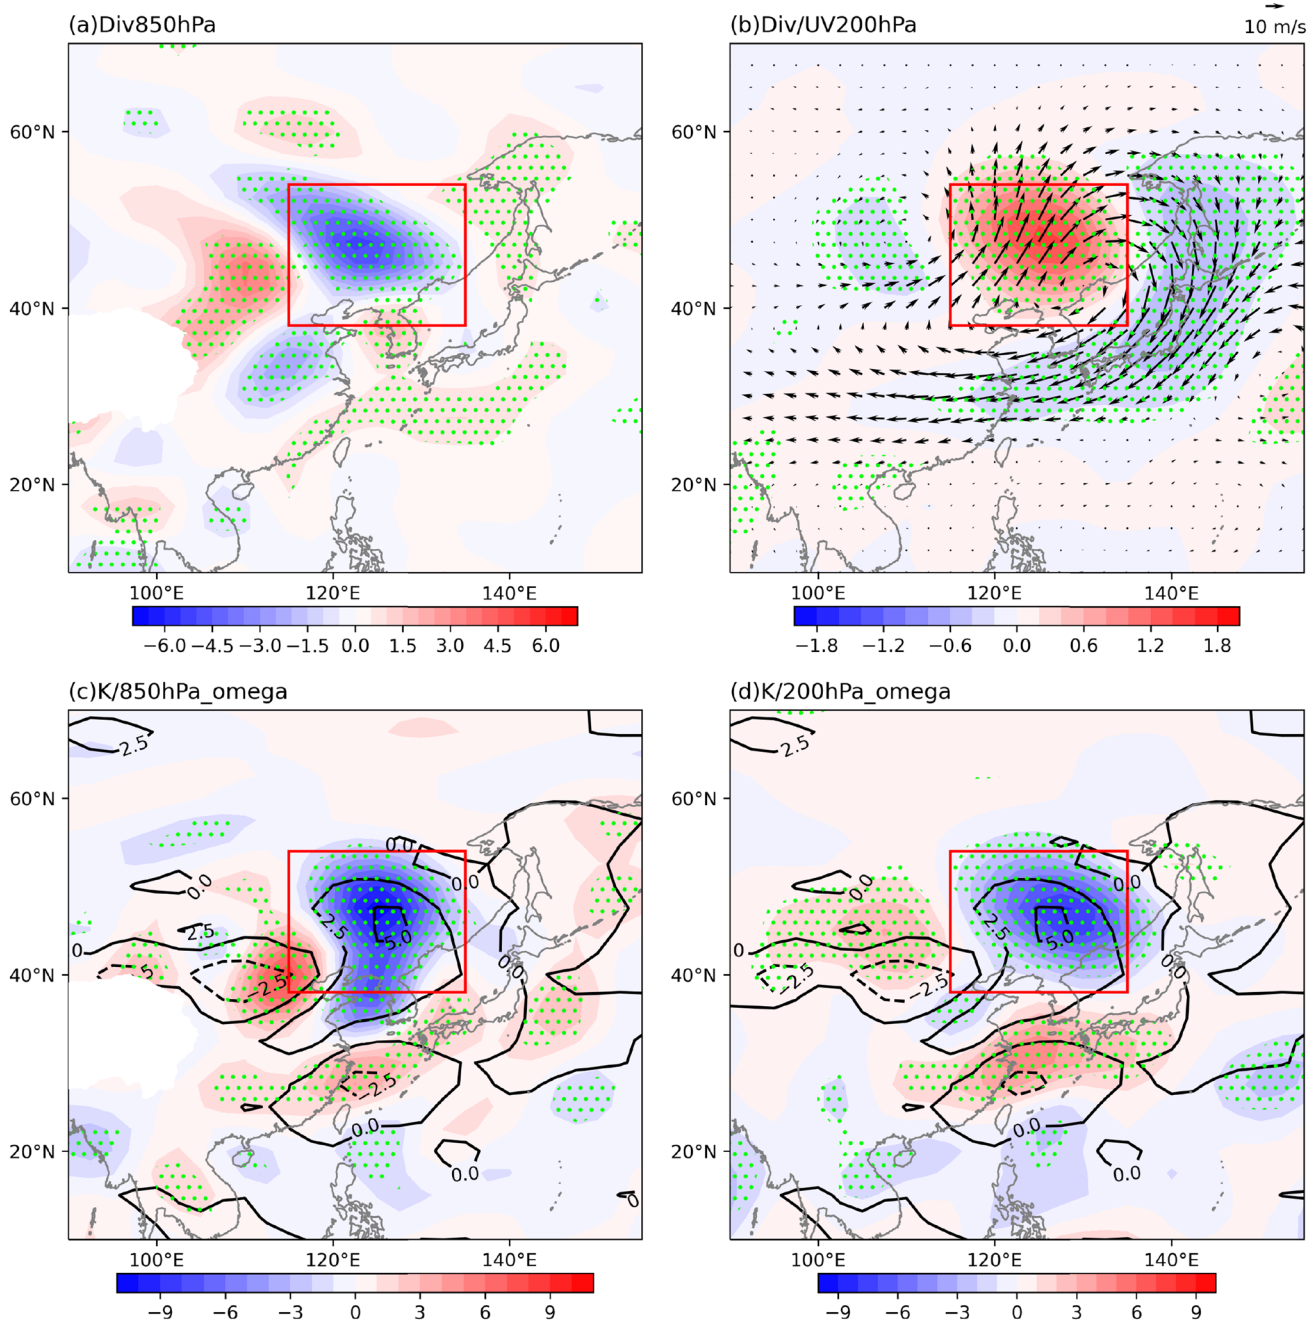 (a)Div850hPa
(b)Div/UV200hPa
10 m/s
60°N
40°N
20°N
100°E 120°E 140°E
−6.0 −4.5 −3.0 −1.5 0.0 1.5 3.0 4.5 6.0
60°N
40°N
20°N
100°E 120°E 140°E
−1.8 −1.2 −0.6 0.0 0.6 1.2 1.8
(c)K/850hPa_omega
2.5
60°N
0.0
0.0
0.0
2.5
2.5
5.0
0
0.0
5
−2.5
40°N
−2.5
0.0
20°N
0.0
0
100°E 120°E 140°E
−9 −6 −3 0 3 6 9
(d)K/200hPa_omega
2.5
60°N
0.0
0.0
2.5
5.0
0
0.0
−2.5
−2.5
40°N
0.0
20°N
0.0
100°E 120°E 140°E
−9 −6 −3 0 3 6 9